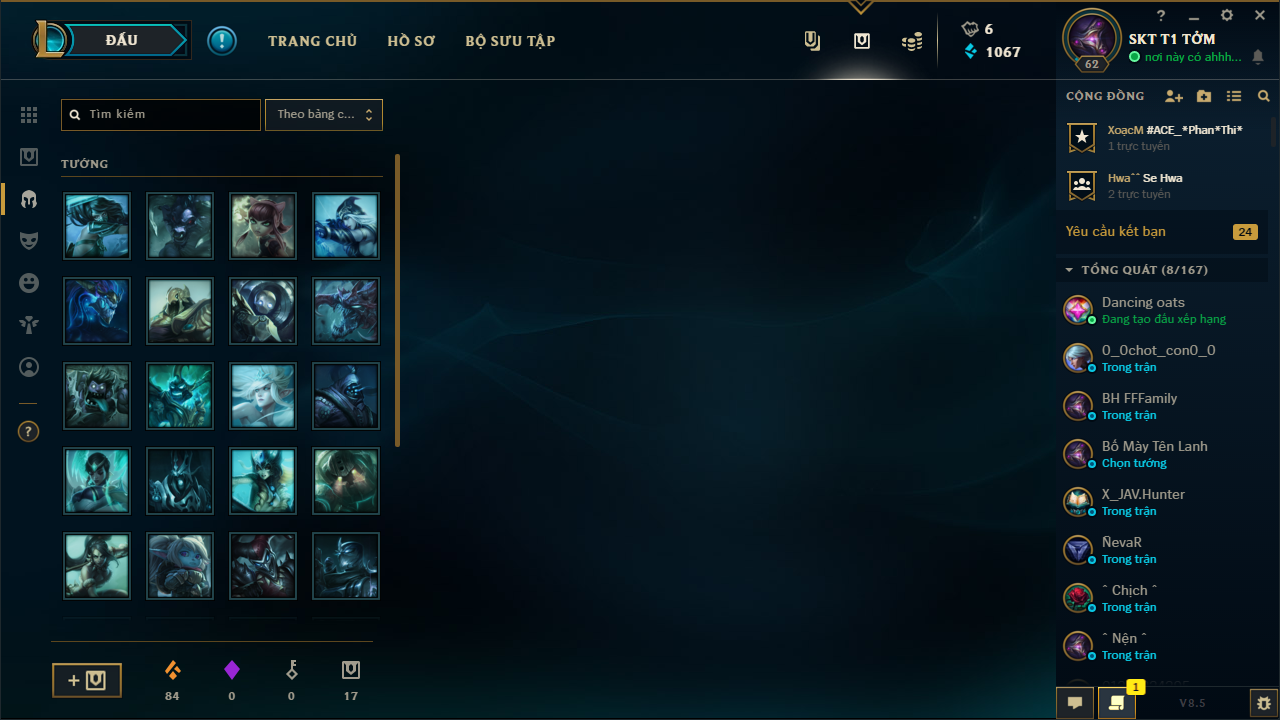 ĐẤU
TRANG CHỦ
HỒ SƠ
BỘ SƯU TẬP
6
1067
62
SKT T1 TỞM
nơi này có ahhh...
CỘNG ĐỒNG
XoạcM #ACE_*Phan*Thi*
1 trực tuyến
Hwaˆˆ Se Hwa
2 trực tuyến
Yêu cầu kết bạn
24
TỔNG QUÁT (8/167)
Dancing oats
Đang tạo đấu xếp hạng
0_0chot_con0_0
Trong trận
BH FFFamily
Trong trận
Bố Mày Tên Lanh
Chọn tướng
X_JAV.Hunter
Trong trận
ÑevaR
Trong trận
ˆ Chịch ˆ
Trong trận
ˆ Nện ˆ
Trong trận
1
V8.5
Tìm kiếm
Theo bảng c...
TƯỚNG
84
0
0
17